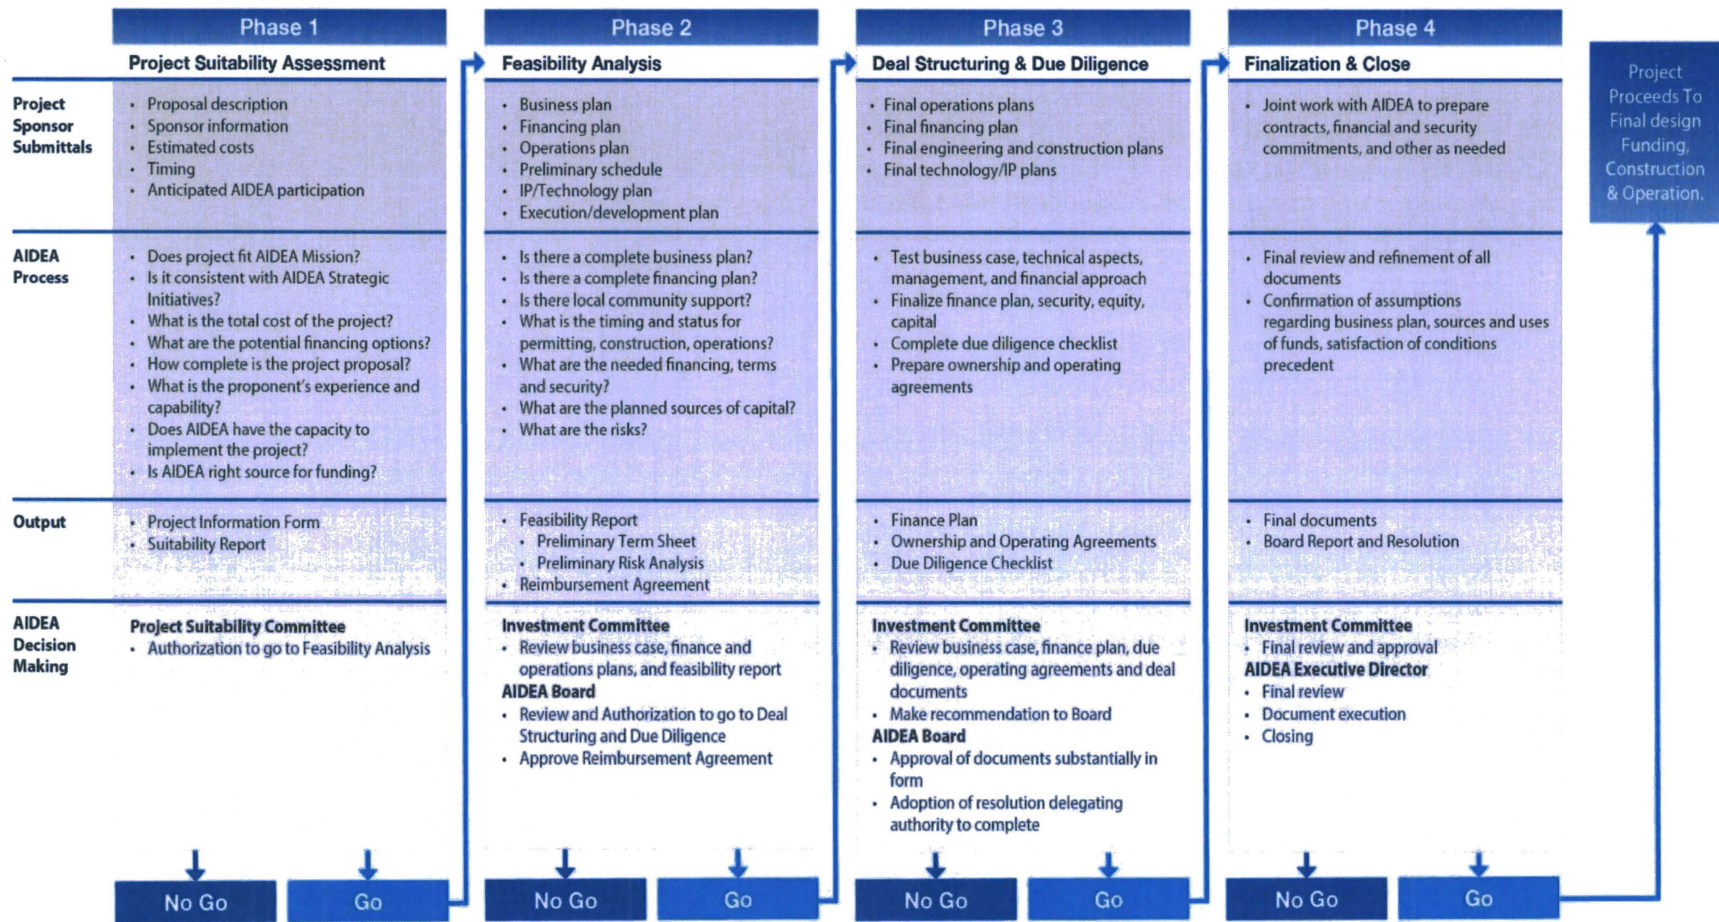 Phase 1
Phase 2
Phase 3
Phase 4
Project Suitability Assessment
Feasibility Analysis
Deal Structuring & Due Diligence
Finalization & Close
Project
Proceeds To
Final design
Funding,
Construction
& Operation.
Project
Sponsor
Submittals
• Proposal description
• Sponsor information
• Estimated costs
• Timing
• Anticipated AIDEA participation
• Business plan
• Financing plan
• Operations plan
• Preliminary schedule
• IP/Technology plan
• Execution/development plan
• Final operations plans
• Final financing plan
• Final engineering and construction plans
• Final technology/IP plans
• Joint work with AIDEA to prepare
contracts, financial and security
commitments, and other as needed
AIDEA
Process
• Does project fit AIDEA Mission?
• Is it consistent with AIDEA Strategic
Initiatives?
• What is the total cost of the project?
• What are the potential financing options?
• How complete is the project proposal?
• What is the proponent's experience and
capability?
• Does AIDEA have the capacity to
implement the project?
• Is AIDEA right source for funding?
• Is there a complete business plan?
• Is there a complete financing plan?
• Is there local community support?
• What is the timing and status for
permitting, construction, operations?
• What are the needed financing, terms
and security?
• What are the planned sources of capital?
• What are the risks?
• Test business case, technical aspects,
management, and financial approach
• Finalize finance plan, security, equity,
capital
• Complete due diligence checklist
• Prepare ownership and operating
agreements
• Final review and refinement of all
documents
• Confirmation of assumptions
regarding business plan, sources and uses
of funds, satisfaction of conditions
precedent
Output
• Project Information Form
• Suitability Report
• Feasibility Report
• Preliminary Term Sheet
• Preliminary Risk Analysis
• Reimbursement Agreement
• Finance Plan
• Ownership and Operating Agreements
• Due Diligence Checklist
• Final documents
• Board Report and Resolution
AIDEA
Decision
Making
Project Suitability Committee
• Authorization to go to Feasibility Analysis
Investment Committee
• Review business case, finance and
operations plans, and feasibility report
AIDEA Board
• Review and Authorization to go to Deal
Structuring and Due Diligence
• Approve Reimbursement Agreement
Investment Committee
• Review business case, finance plan, due
diligence, operating agreements and deal
documents
• Make recommendation to Board
AIDEA Board
• Approval of documents substantially in
form
• Adoption of resolution delegating
authority to complete
Investment Committee
• Final review and approval
AIDEA Executive Director
• Final review
• Document execution
• Closing
No Go
Go
No Go
Go
No Go
Go
No Go
Go